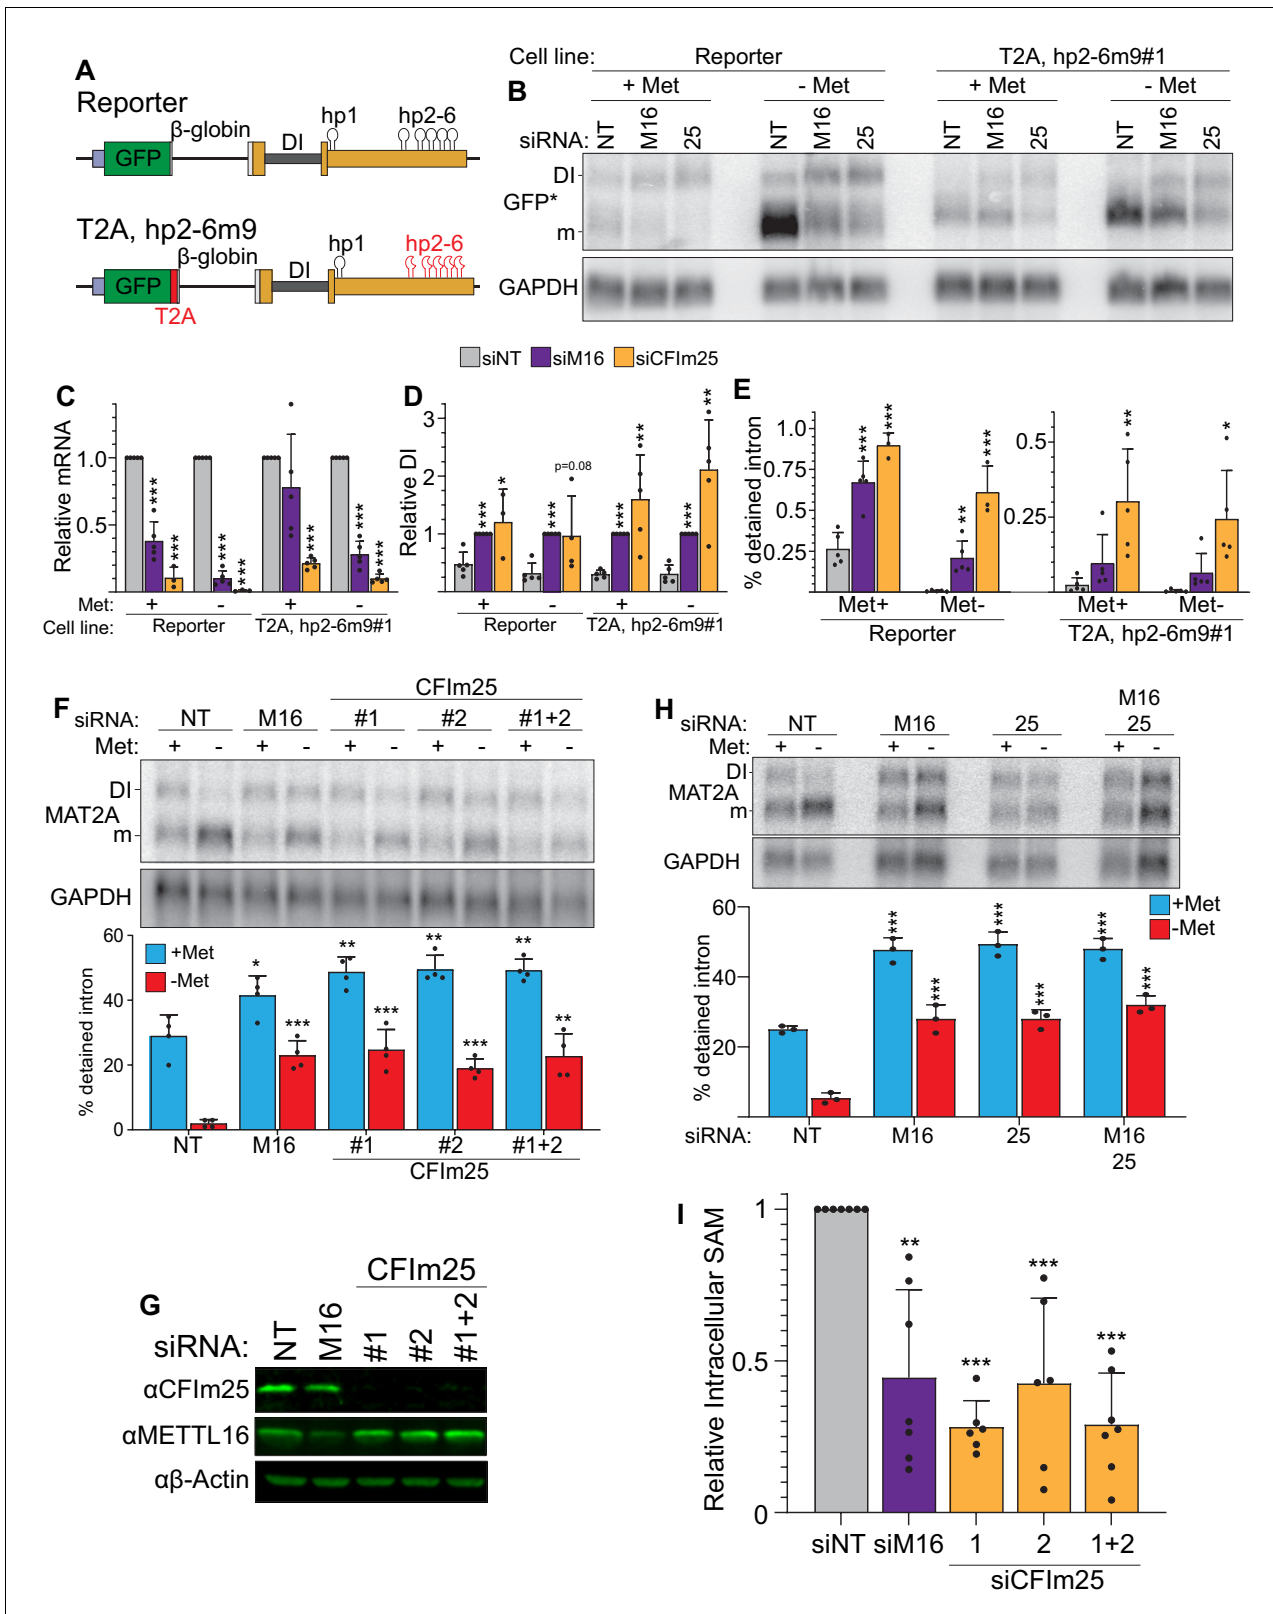 A
Reporter
β-globin
hp1
hp2-6
GFP
DI
T2A, hp2-6m9
β-globin
hp1
hp2-6
GFP
DI
T2A
B
Cell line:
Reporter
T2A, hp2-6m9#1
+ Met
- Met
+ Met
- Met
siRNA:
NT
M16
25
NT
M16
25
NT
M16
25
NT
M16
25
DI
GFP*
m
GAPDH
siNT
siM16
siCFIm25
C
Relative mRNA
1.0
0.5
***
***
***
***
***
***
***
Met:
+
-
+
-
Cell line:
Reporter
T2A, hp2-6m9#1
D
Relative DI
3
2
1
***
*
***
p=0.08
***
**
***
**
+
-
+
-
Reporter
T2A, hp2-6m9#1
E
% detained intron
1.0
0.75
0.5
0.25
***
***
**
***
Met+
Met-
Reporter
0.5
0.25
**
*
Met+
Met-
T2A, hp2-6m9#1
F
CFIm25
siRNA:
NT
M16
#1
#2
#1+2
Met:
+ - + - + - + - + -
DI
MAT2A
m
GAPDH
% detained intron
60
40
20
0
+Met
-Met
*
***
**
***
**
***
**
**
NT
M16
#1
#2
#1+2
CFIm25
G
CFIm25
siRNA:
NT
M16
#1
#2
#1+2
αCFIm25
αMETTL16
αβ-Actin
H
siRNA:
NT
M16
25
M16
25
Met:
+ - + - + - + -
DI
MAT2A
m
GAPDH
+Met
-Met
% detained intron
60
40
20
***
***
***
***
***
***
siRNA:
NT
M16
25
M16
25
I
Relative Intracellular SAM
1
0.5
0
**
***
***
***
siNT
siM16
1
2
1+2
siCFIm25